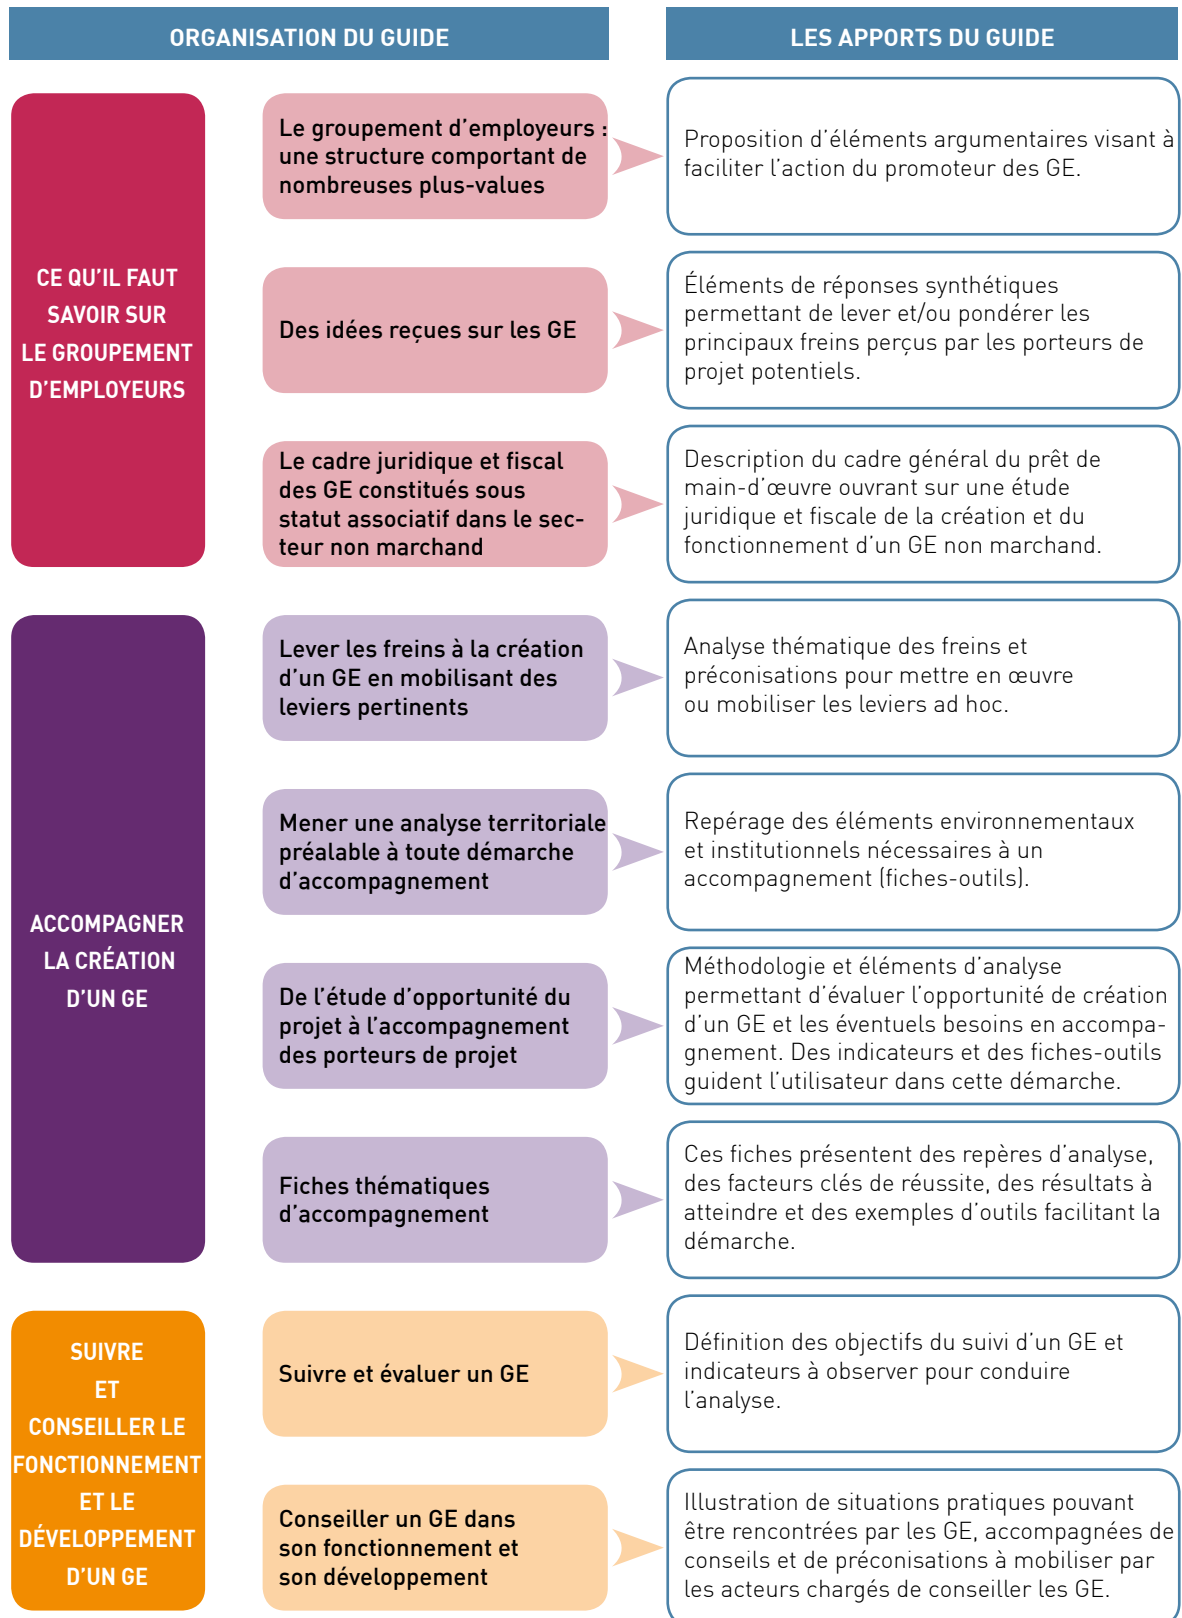 ORGANISATION DU GUIDE
LES APPORTS DU GUIDE
CE QU'IL FAUT
SAVOIR SUR
LE GROUPEMENT
D'EMPLOYEURS
Le groupement d'employeurs :
une structure comportant de
nombreuses plus-values
Proposition d'éléments argumentaires visant à
faciliter l'action du promoteur des GE.
Des idées reçues sur les GE
Éléments de réponses synthétiques
permettant de lever et/ou pondérer les
principaux freins perçus par les porteurs de
projet potentiels.
Le cadre juridique et fiscal
des GE constitués sous
statut associatif dans le sec-
teur non marchand
Description du cadre général du prêt de
main-d'œuvre ouvrant sur une étude
juridique et fiscale de la création et du
fonctionnement d'un GE non marchand.
ACCOMPAGNER
LA CRÉATION
D'UN GE
Lever les freins à la création
d'un GE en mobilisant des
leviers pertinents
Analyse thématique des freins et
préconisations pour mettre en œuvre
ou mobiliser les leviers ad hoc.
Mener une analyse territoriale
préalable à toute démarche
d'accompagnement
Repérage des éléments environnementaux
et institutionnels nécessaires à un
accompagnement (fiches-outils).
De l'étude d'opportunité du
projet à l'accompagnement
des porteurs de projet
Méthodologie et éléments d'analyse
permettant d'évaluer l'opportunité de création
d'un GE et les éventuels besoins en accompa-
gnement. Des indicateurs et des fiches-outils
guident l'utilisateur dans cette démarche.
Fiches thématiques
d'accompagnement
Ces fiches présentent des repères d'analyse,
des facteurs clés de réussite, des résultats à
atteindre et des exemples d'outils facilitant la
démarche.
SUIVRE
ET
CONSEILLER LE
FONCTIONNEMENT
ET LE
DÉVELOPPEMENT
D'UN GE
Suivre et évaluer un GE
Définition des objectifs du suivi d'un GE et
indicateurs à observer pour conduire
l'analyse.
Conseiller un GE dans
son fonctionnement et
son développement
Illustration de situations pratiques pouvant
être rencontrées par les GE, accompagnées de
conseils et de préconisations à mobiliser par
les acteurs chargés de conseiller les GE.